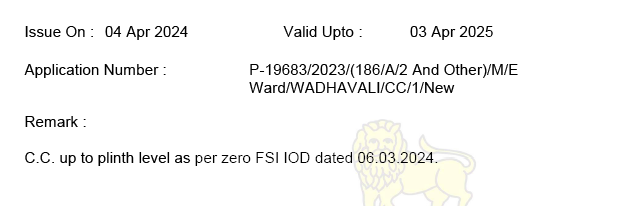 Issue On : 04 Apr 2024 Valid Upto : 03 Apr 2025
Application Number : P-19683/2023/(186/A/2 And Other)/M/E
Ward/WADHAVALI/CC/1/New
Remark :
C.C. up to plinth level as per zero FSI IOD dated 06.03.2024.